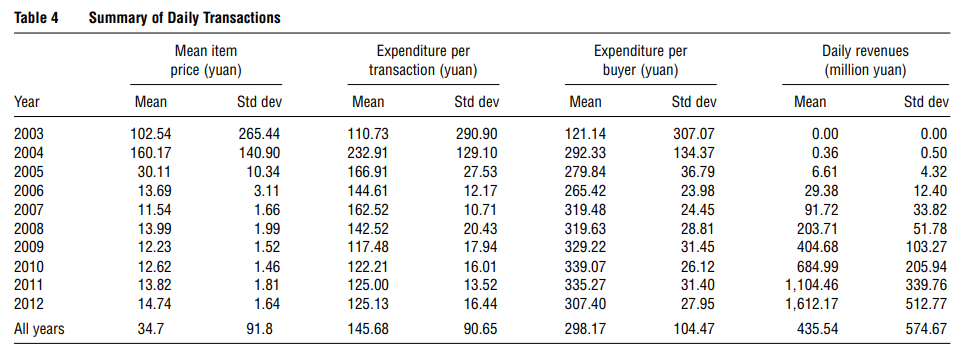 Table 4 Summary of Daily Transactions
Mean item price (yuan) Expenditure per transaction (yuan) Expenditure per buyer (yuan) Daily revenues (million yuan)
Year Mean Std dev Mean Std dev Mean Std dev Mean Std dev
2003 102.54 265.44 110.73 290.90 121.14 307.07 0.00 0.00
2004 160.17 140.90 232.91 129.10 292.33 134.37 0.36 0.50
2005 30.11 10.34 166.91 27.53 279.84 36.79 6.61 4.32
2006 13.69 3.11 144.61 12.17 265.42 23.98 29.38 12.40
2007 11.54 1.66 162.52 10.71 319.48 24.45 91.72 33.82
2008 13.99 1.99 142.52 20.43 319.63 28.81 203.71 51.78
2009 12.23 1.52 117.48 17.94 329.22 31.45 404.68 103.27
2010 12.62 1.46 122.21 16.01 339.07 26.12 684.99 205.94
2011 13.82 1.81 125.00 13.52 335.27 31.40 1,104.46 339.76
2012 14.74 1.64 125.13 16.44 307.40 27.95 1,612.17 512.77
All years 34.7 91.8 145.68 90.65 298.17 104.47 435.54 574.67